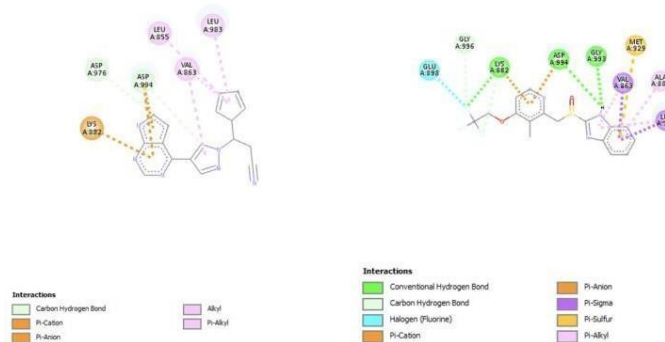 LEU
A:855
LEU
A:983
ASP
A:976
ASP
A:994
VAL
A:863
LYS
A:882
Interactions
Carbon Hydrogen Bond
Pi-Cation
Pi-Anion
Alkyl
Pi-Alkyl
GLY
A:996
GLU
A:898
LYS
A:882
ASP
A:994
GLY
A:993
MET
A:929
VAL
A:863
Interactions
Conventional Hydrogen Bond
Carbon Hydrogen Bond
Halogen (Fluorine)
Pi-Cation
Pi-Anion
Pi-Sigma
Pi-Sulfur
Pi-Alkyl